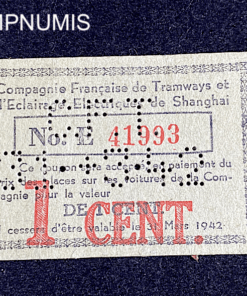 IPNUMIS
Compagnie Française de Tramways et
d'Eclairage Electriques de Shanghai
No. E 41993
Ce coupon sera accepté en paiement du
prix des places sur les voitures de la Com-
pagnie pour la valeur
DE 1 CENT
1 CENT.
cessera d'être valable le 31 Mars 1942